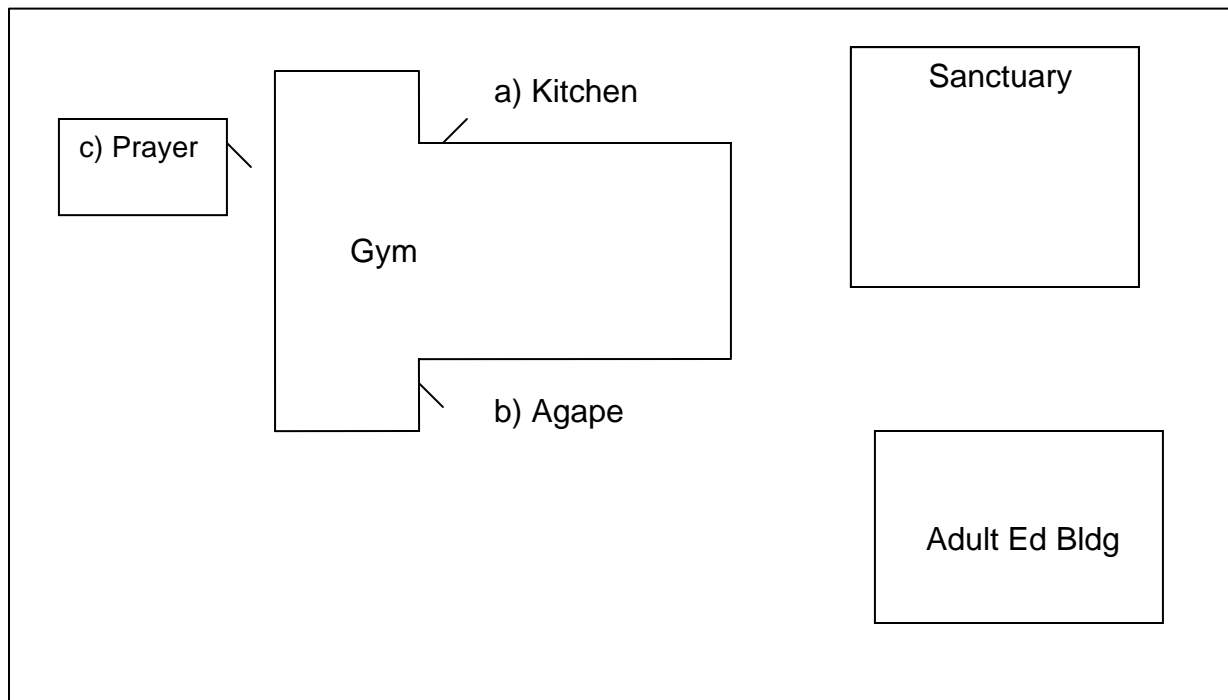 Sanctuary
a) Kitchen
c) Prayer
Gym
b) Agape
Adult Ed Bldg